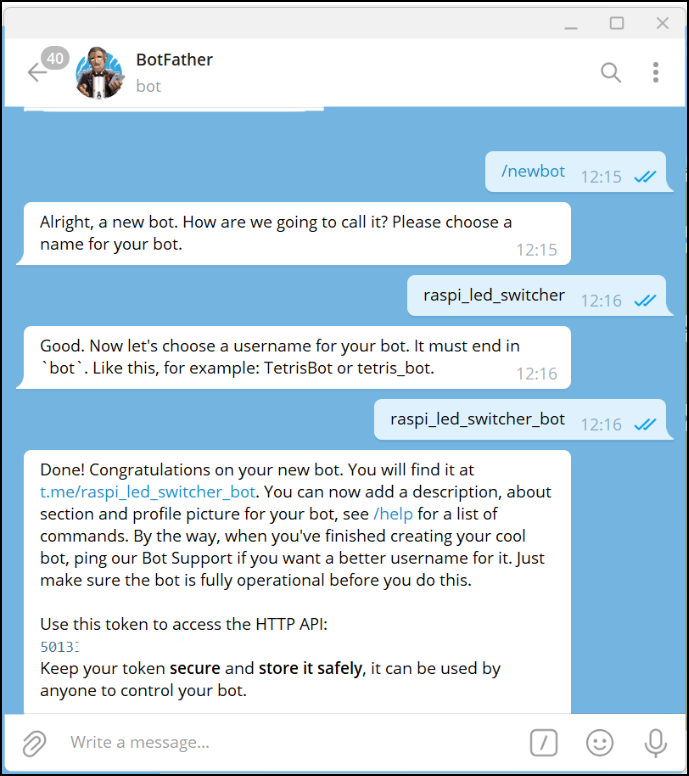 40
BotFather
bot
/newbot 12:15
Alright, a new bot. How are we going to call it? Please choose a
name for your bot.
12:15
raspi_led_switcher 12:16
Good. Now let's choose a username for your bot. It must end in
`bot`. Like this, for example: TetrisBot or tetris_bot.
12:16
raspi_led_switcher_bot 12:16
Done! Congratulations on your new bot. You will find it at
t.me/raspi_led_switcher_bot. You can now add a description, about
section and profile picture for your bot, see /help for a list of
commands. By the way, when you've finished creating your cool
bot, ping our Bot Support if you want a better username for it. Just
make sure the bot is fully operational before you do this.
Use this token to access the HTTP API:
5013
Keep your token secure and store it safely, it can be used by
anyone to control your bot.
Write a message...